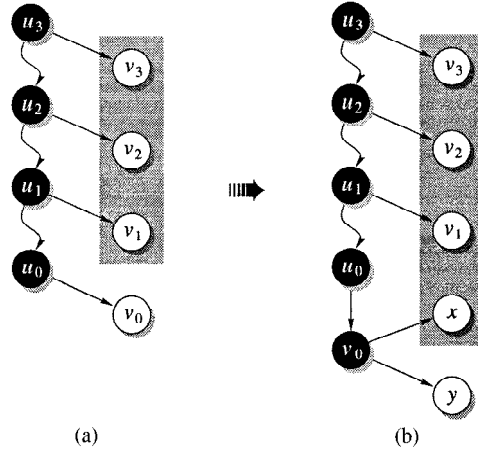 u3 u3
v3 v3
u2 u2
v2 v2
u1 u1
v1 v1
u0 u0
v0 x
v0
y
(a) (b)